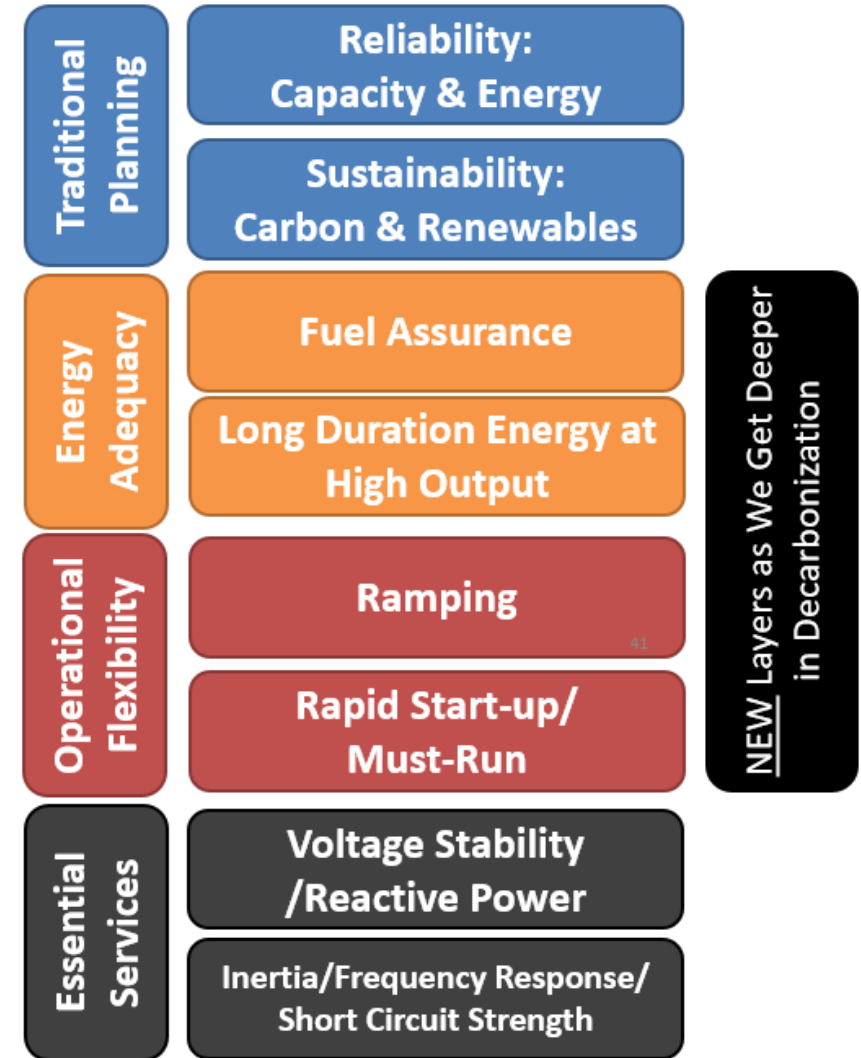 Traditional
Planning
Reliability:
Capacity & Energy
Sustainability:
Carbon & Renewables
Energy
Adequacy
Fuel Assurance
Long Duration Energy at
High Output
Operational
Flexibility
Ramping
41
Rapid Start-up/
Must-Run
NEW Layers as We Get Deeper
in Decarbonization
Essential
Services
Voltage Stability
/Reactive Power
Inertia/Frequency Response/
Short Circuit Strength